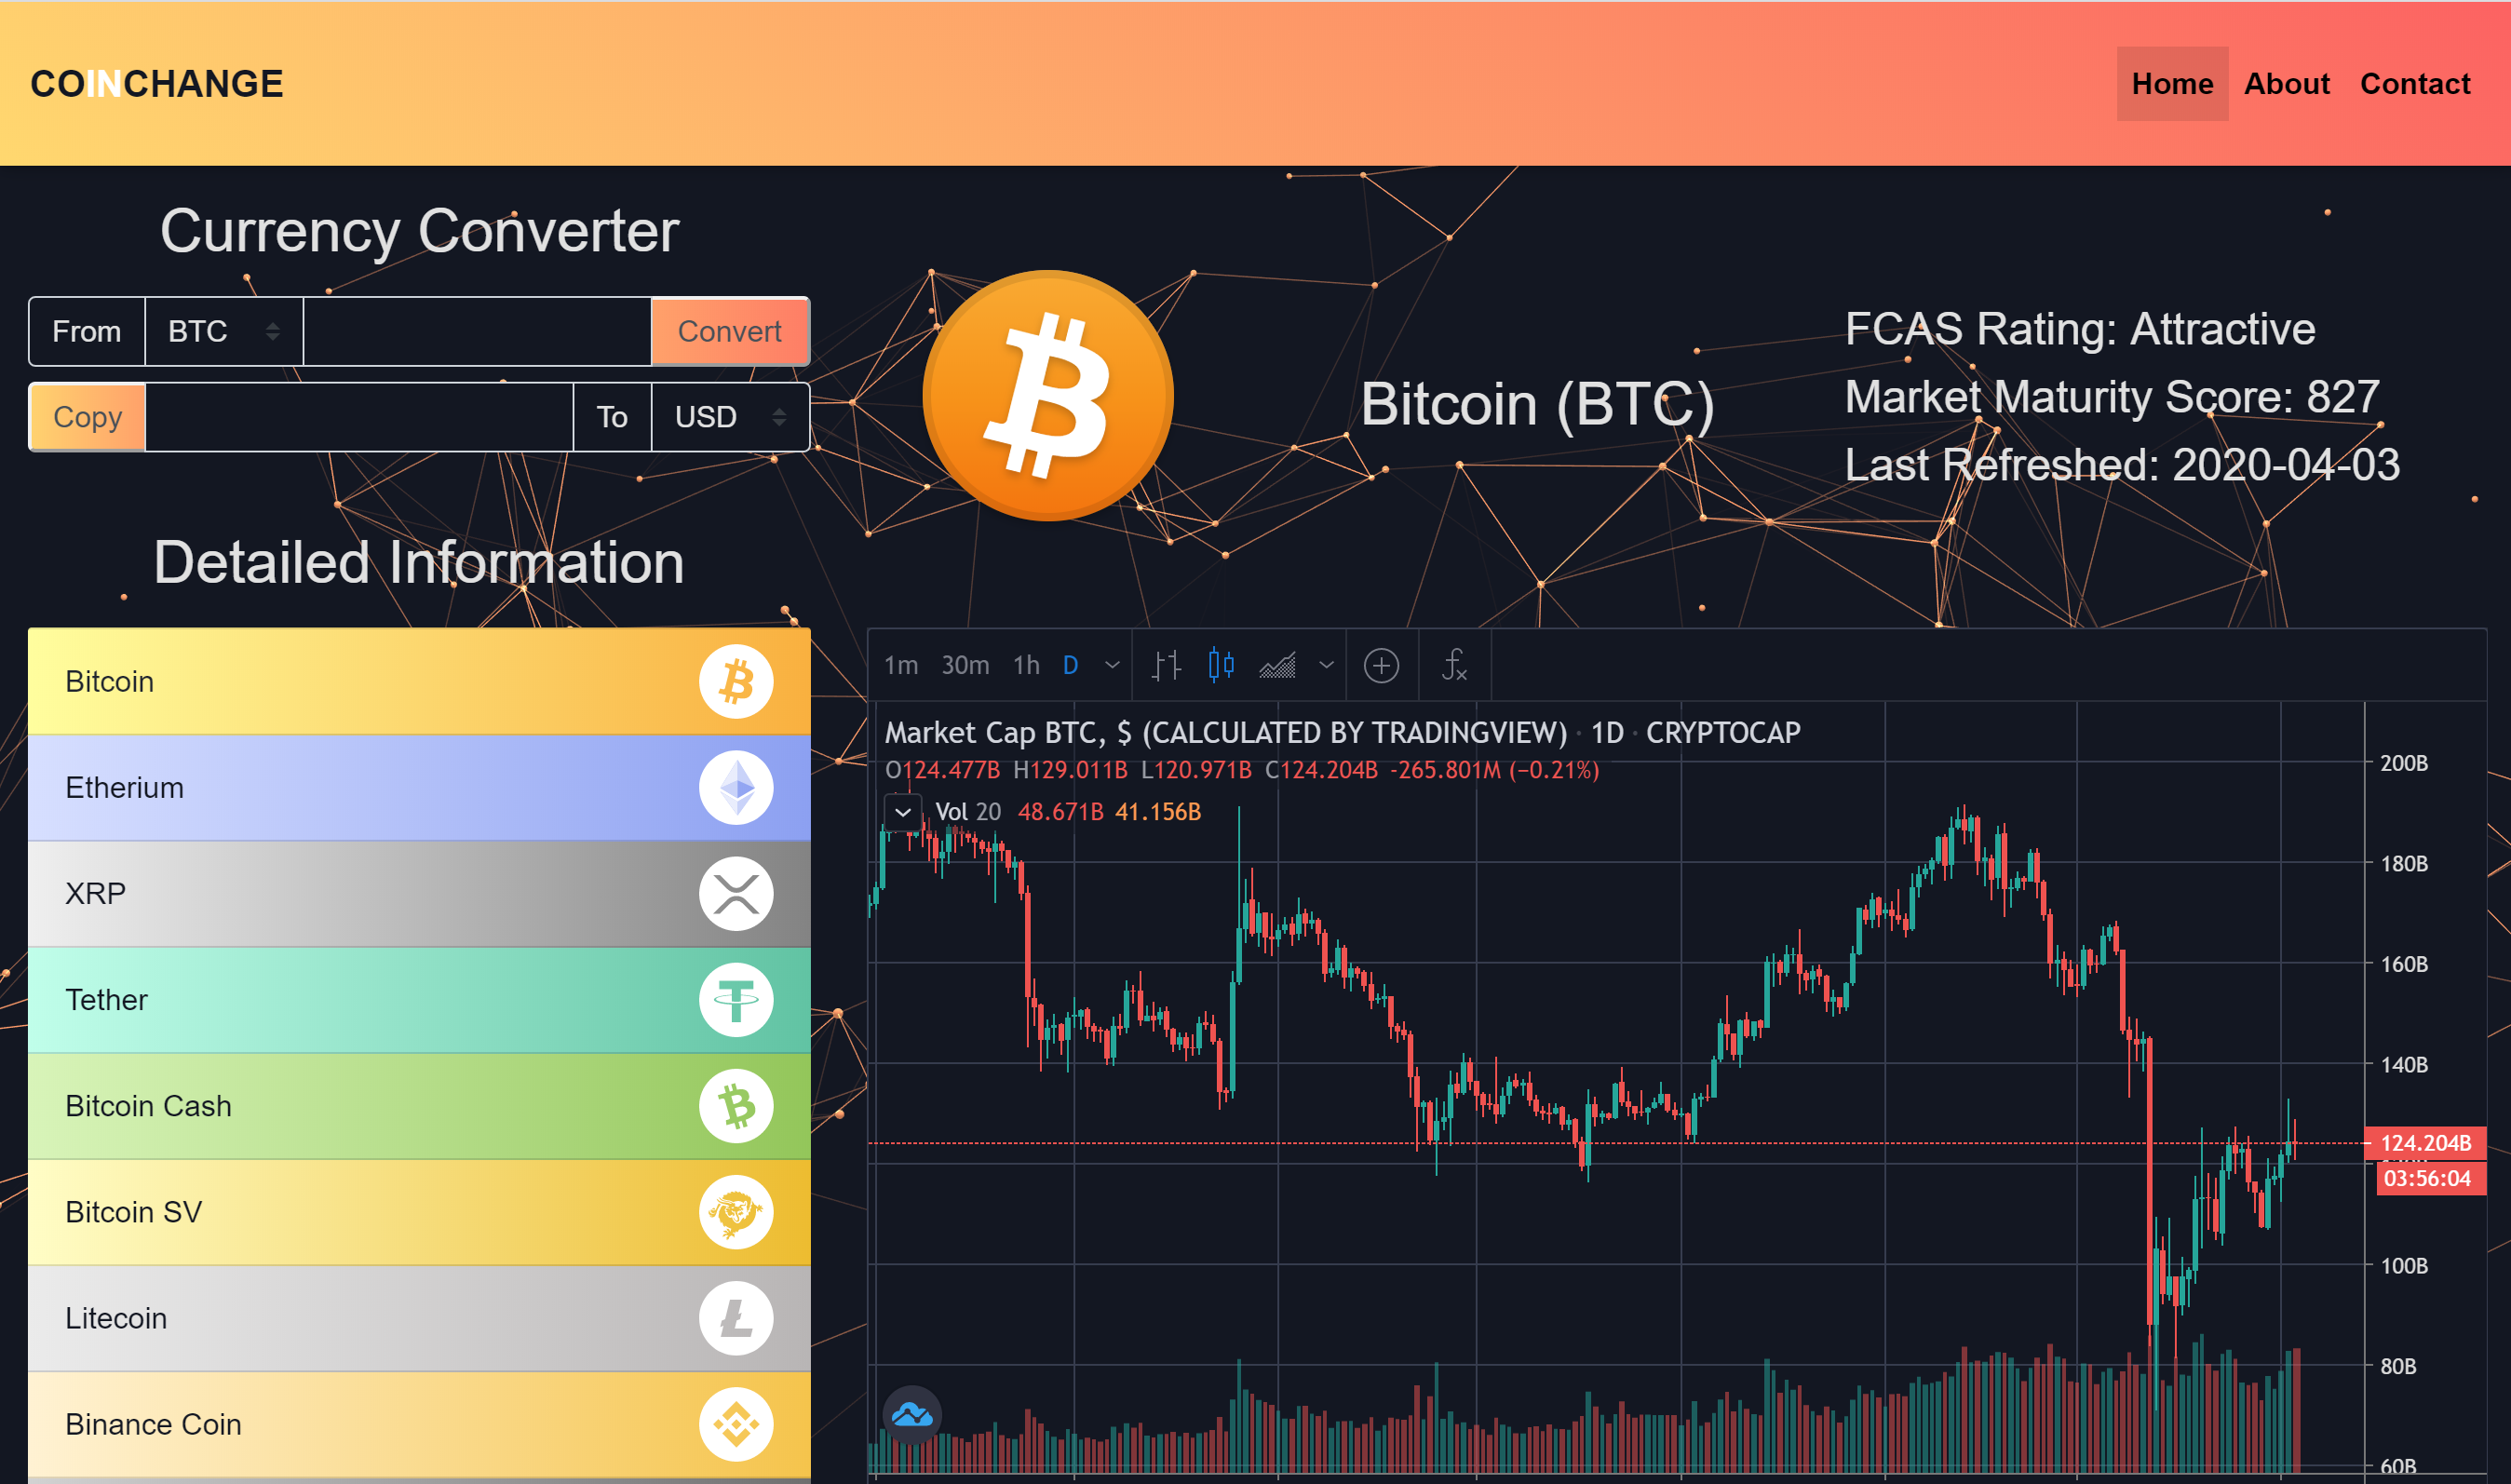 COINCHANGE
Home About Contact
Currency Converter
From BTC Convert
Copy To USD
Bitcoin (BTC)
FCAS Rating: Attractive
Market Maturity Score: 827
Last Refreshed: 2020-04-03
Detailed Information
Bitcoin
Etherium
XRP
Tether
Bitcoin Cash
Bitcoin SV
Litecoin
Binance Coin
1m 30m 1h D
Market Cap BTC, $ (CALCULATED BY TRADINGVIEW) · 1D · CRYPTOCAP
O124.477B H129.011B L120.971B C124.204B -265.801M (−0.21%)
Vol 20 48.671B 41.156B
200B
180B
160B
140B
124.204B
03:56:04
100B
80B
60B